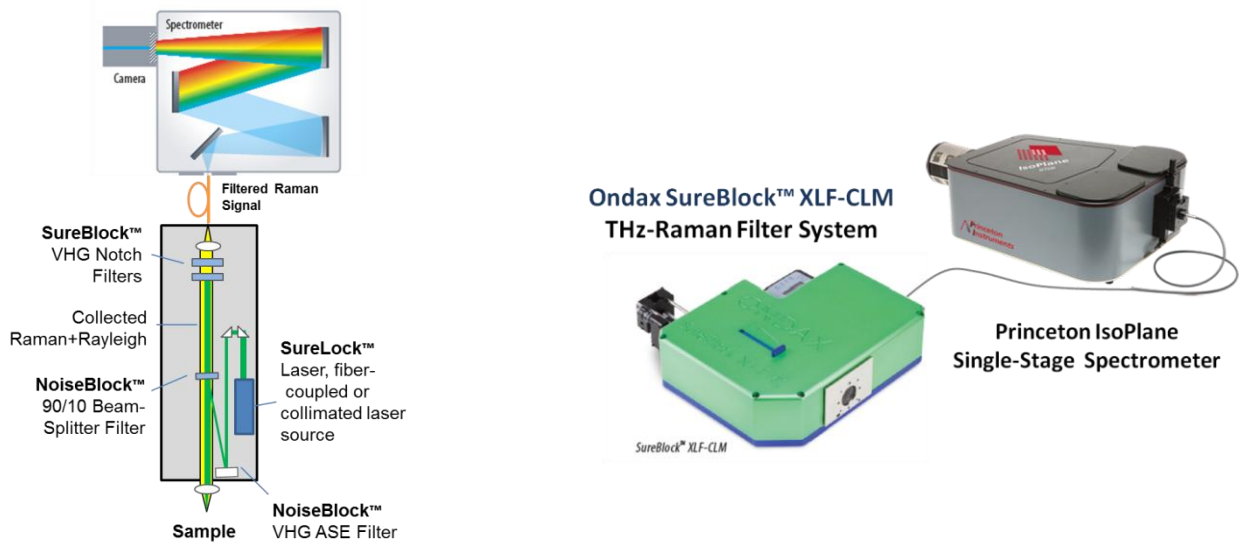 Spectrometer
Camera
Filtered Raman
Signal
SureBlock™
VHG Notch
Filters
Collected
Raman+Rayleigh
NoiseBlock™
90/10 Beam-
Splitter Filter
SureLock™
Laser, fiber-
coupled or
collimated laser
source
NoiseBlock™
VHG ASE Filter
Sample
Ondax SureBlock™ XLF-CLM
THz-Raman Filter System
IsoPlane
Princeton
Instruments
ONDAX
SureBlock™ XLF-CLM
Princeton IsoPlane
Single-Stage Spectrometer